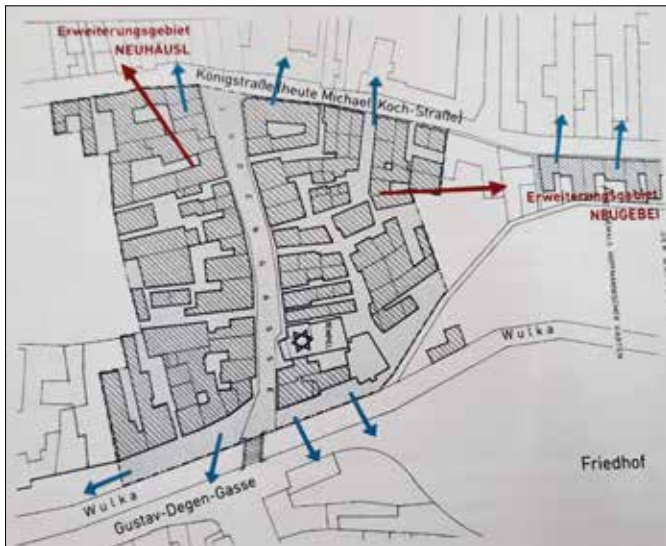 Erweiterungsgebiet
NEUHÄUSL
Königstraße (heute Michael-Koch-Straße)
Erweiterungsgebiet
NEUGEBEI
Wulka
Friedhof
Wulka
Gustav-Degen-Gasse